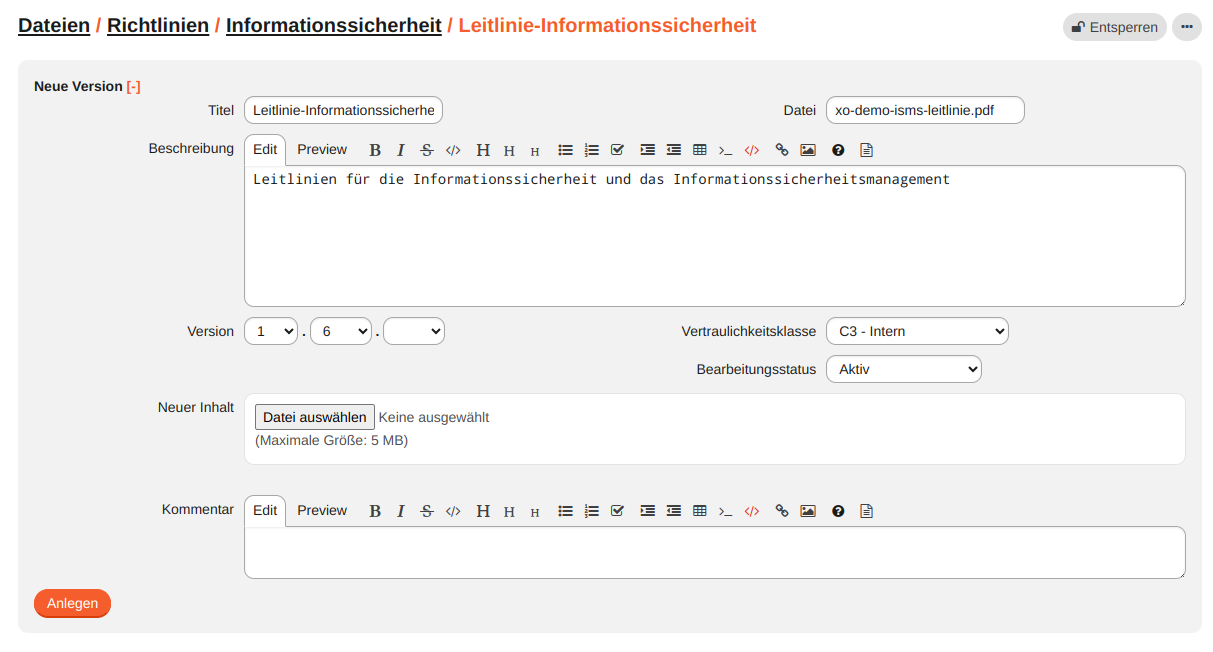 Dateien / Richtlinien / Informationssicherheit / Leitlinie-Informationssicherheit
Entsperren
Neue Version [-]
Titel Leitlinie-Informationssicherhe Datei xo-demo-isms-leitlinie.pdf
Beschreibung Edit Preview B I S </> H H H >_ </>
Leitlinien für die Informationssicherheit und das Informationssicherheitsmanagement
Version 1 . 6 . Vertraulichkeitsklasse C3 - Intern
Bearbeitungsstatus Aktiv
Neuer Inhalt Datei auswählen Keine ausgewählt
(Maximale Größe: 5 MB)
Kommentar Edit Preview B I S </> H H H >_ </>
Anlegen